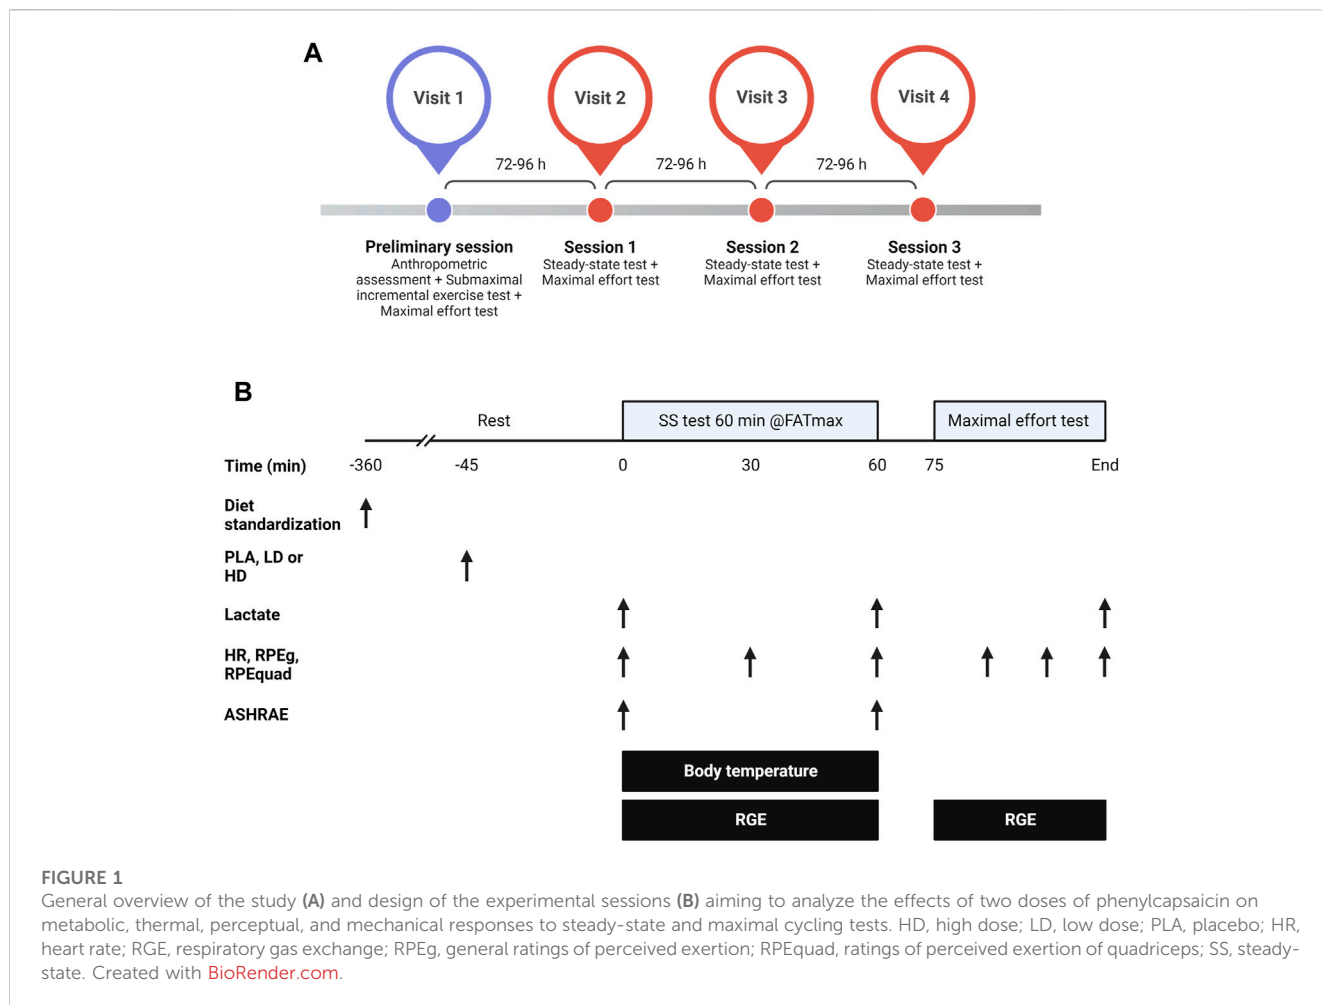 A
Visit 1
Visit 2
Visit 3
Visit 4
72-96 h
72-96 h
72-96 h
Preliminary session
Anthropometric
assessment + Submaximal
incremental exercise test +
Maximal effort test
Session 1
Steady-state test +
Maximal effort test
Session 2
Steady-state test +
Maximal effort test
Session 3
Steady-state test +
Maximal effort test
B
Rest
SS test 60 min @FATmax
Maximal effort test
Time (min)
-360
-45
0
30
60
75
End
Diet
standardization
PLA, LD or
HD
Lactate
HR, RPEg,
RPEquad
ASHRAE
Body temperature
RGE
RGE
FIGURE 1
General overview of the study (A) and design of the experimental sessions (B) aiming to analyze the effects of two doses of phenylcapsaicin on
metabolic, thermal, perceptual, and mechanical responses to steady-state and maximal cycling tests. HD, high dose; LD, low dose; PLA, placebo; HR,
heart rate; RGE, respiratory gas exchange; RPEg, general ratings of perceived exertion; RPEquad, ratings of perceived exertion of quadriceps; SS, steady-
state. Created with BioRender.com.